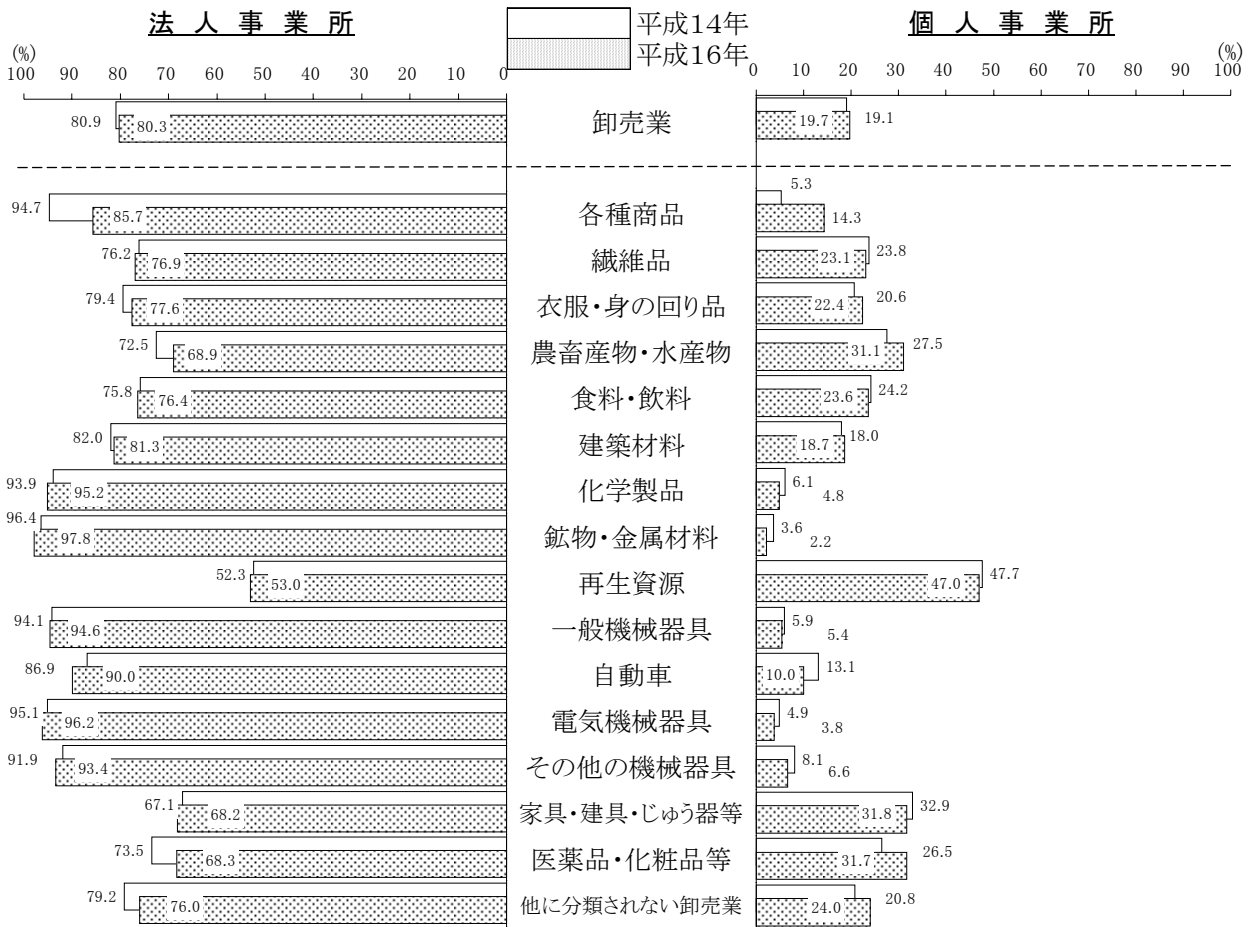 法 人 事 業 所
平成14年
個 人 事 業 所
平成16年
(%)
(%)
100 90 80 70 60 50 40 30 20 10 0
0 10 20 30 40 50 60 70 80 90 100
80.9 80.3 卸売業 19.7 19.1
94.7 85.7 各種商品 5.3 14.3
76.2 76.9 繊維品 23.1 23.8
79.4 77.6 衣服・身の回り品 22.4 20.6
72.5 68.9 農畜産物・水産物 31.1 27.5
75.8 76.4 食料・飲料 23.6 24.2
82.0 81.3 建築材料 18.7 18.0
93.9 95.2 化学製品 6.1 4.8
96.4 97.8 鉱物・金属材料 3.6 2.2
52.3 53.0 再生資源 47.0 47.7
94.1 94.6 一般機械器具 5.9 5.4
86.9 90.0 自動車 10.0 13.1
95.1 96.2 電気機械器具 4.9 3.8
91.9 93.4 その他の機械器具 8.1 6.6
67.1 68.2 家具・建具・じゅう器等 31.8 32.9
73.5 68.3 医薬品・化粧品等 31.7 26.5
79.2 76.0 他に分類されない卸売業 24.0 20.8